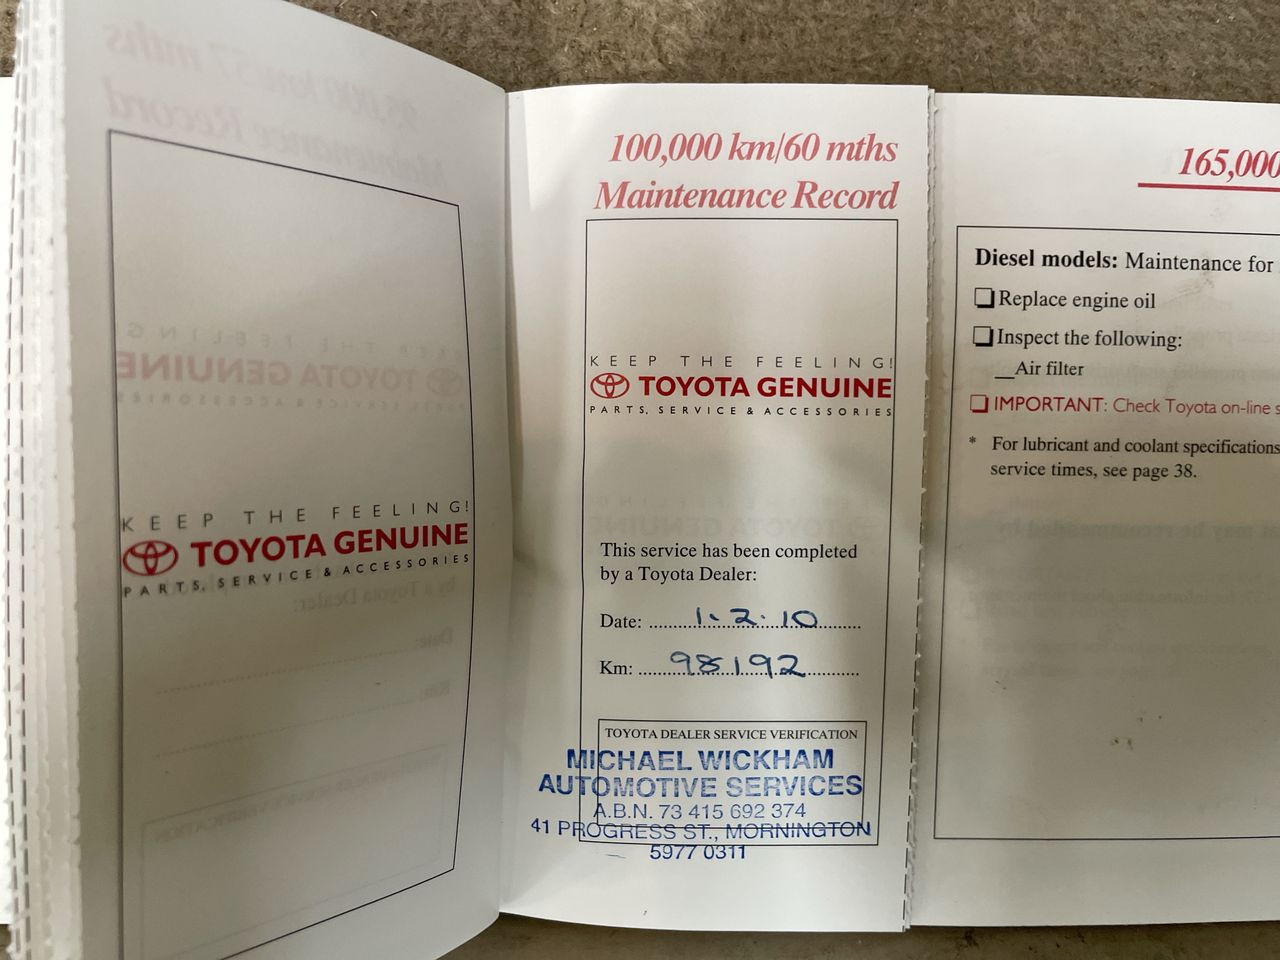 KEEP THE FEELING!
TOYOTA GENUINE
PARTS, SERVICE & ACCESSORIES
100,000 km/60 mths
Maintenance Record
KEEP THE FEELING!
TOYOTA GENUINE
PARTS, SERVICE & ACCESSORIES
This service has been completed
by a Toyota Dealer:
Date: 1.2.10
Km: 98192
TOYOTA DEALER SERVICE VERIFICATION
MICHAEL WICKHAM
AUTOMOTIVE SERVICES
A.B.N. 73 415 692 374
41 PROGRESS ST., MORNINGTON
5977 0311
165,000
Diesel models: Maintenance for
Replace engine oil
Inspect the following:
Air filter
IMPORTANT: Check Toyota on-line
* For lubricant and coolant specifications
service times, see page 38.